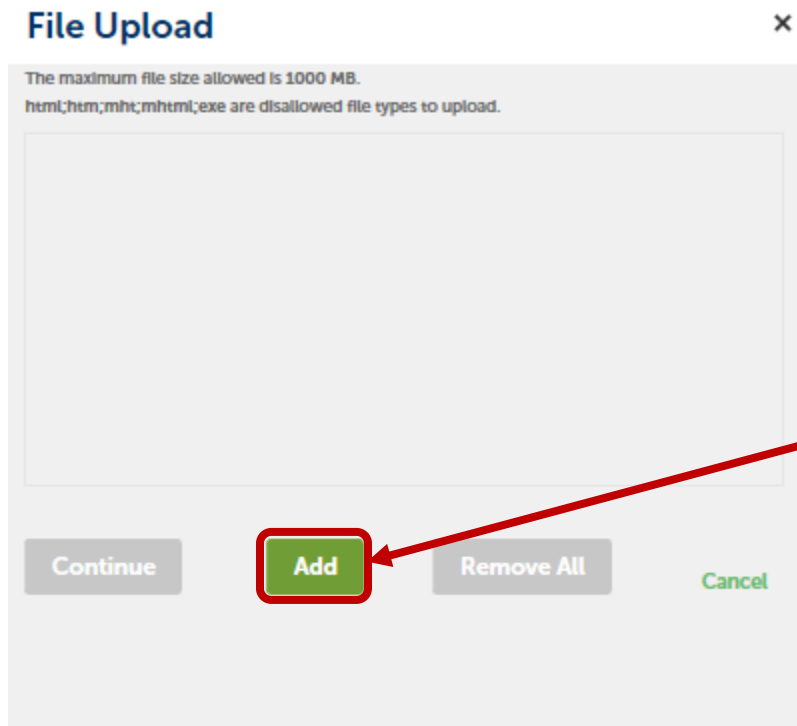 File Upload ×
The maximum file size allowed is 1000 MB.
html;htm;mht;mhtml;exe are disallowed file types to upload.
Continue Add Remove All Cancel